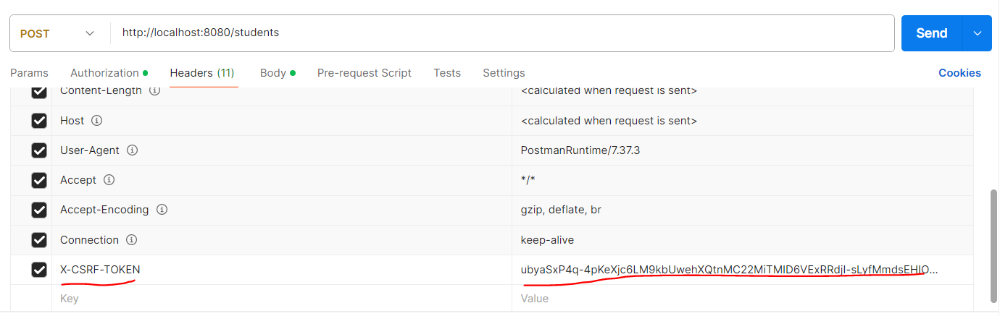 POST http://localhost:8080/students Send
Params Authorization Headers (11) Body Pre-request Script Tests Settings Cookies
Content-Length <calculated when request is sent>
Host <calculated when request is sent>
User-Agent PostmanRuntime/7.37.3
Accept */*
Accept-Encoding gzip, deflate, br
Connection keep-alive
X-CSRF-TOKEN ubyaSxP4q-4pKeXjc6LM9kbUwehXQtnMC22MiTMID6VExRRdjI-sLyfMmdsEHIO...
Key Value